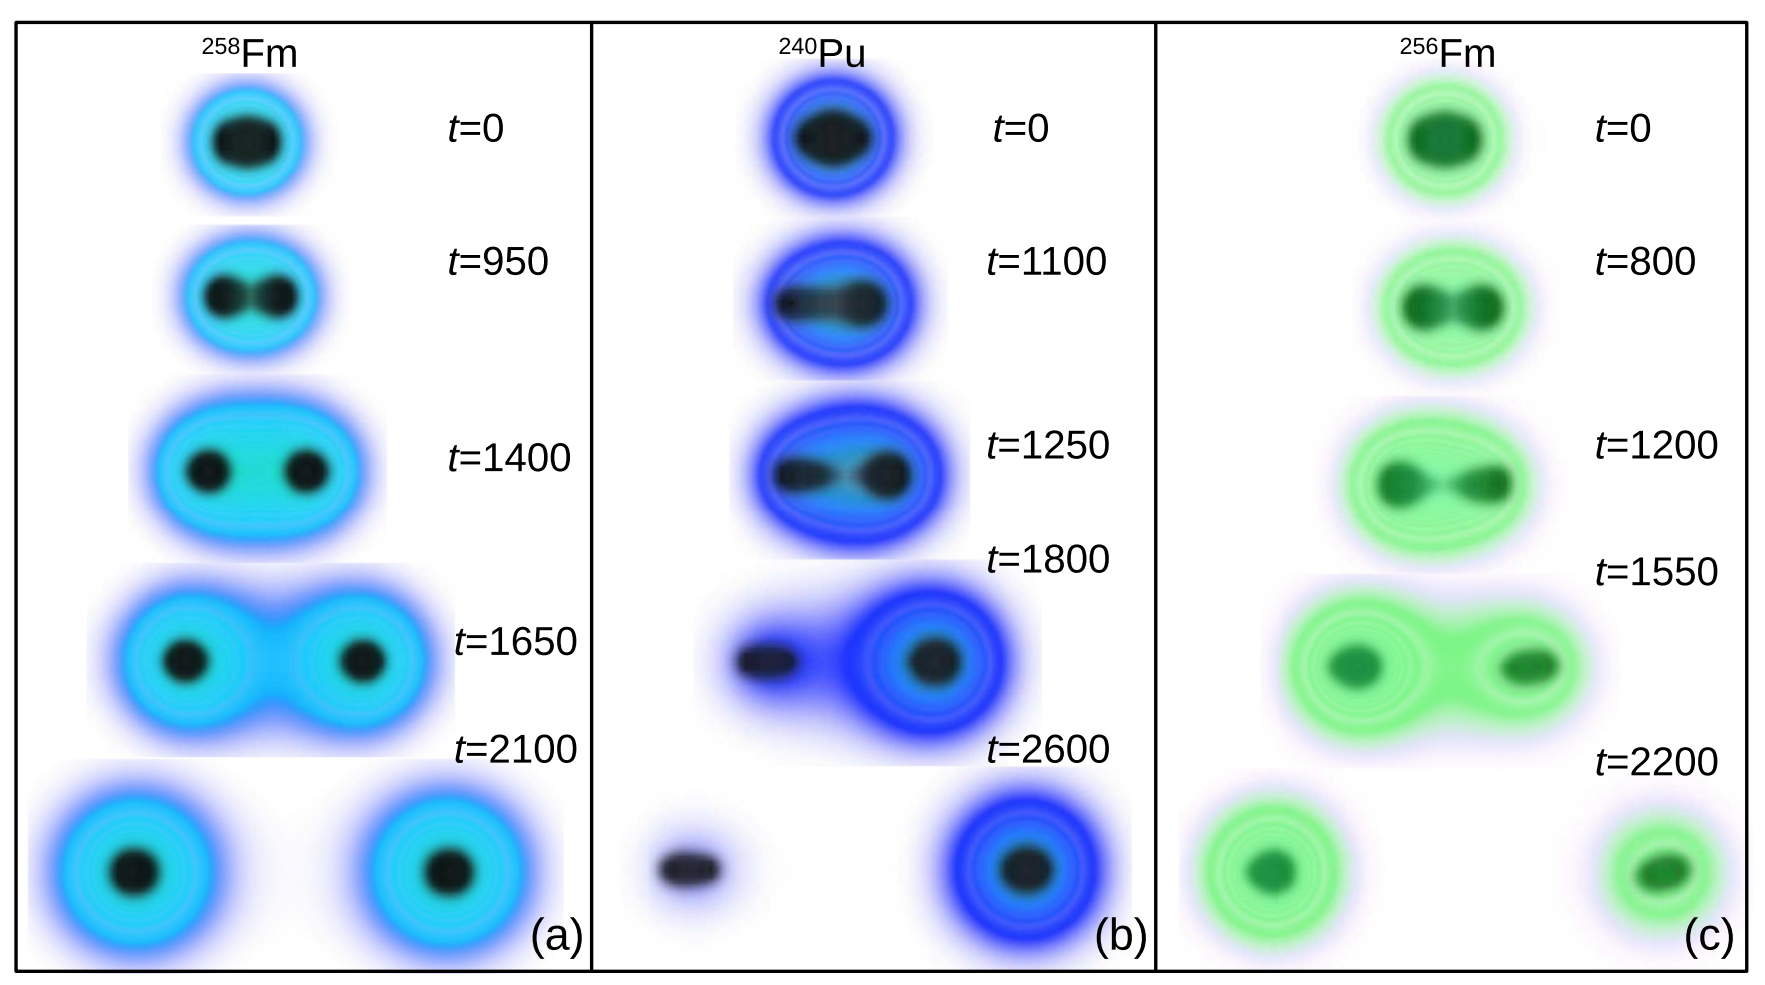 ²⁵⁸Fm
t=0
t=950
t=1400
t=1650
t=2100
(a)
²⁴⁰Pu
t=0
t=1100
t=1250
t=1800
t=2600
(b)
²⁵⁶Fm
t=0
t=800
t=1200
t=1550
t=2200
(c)